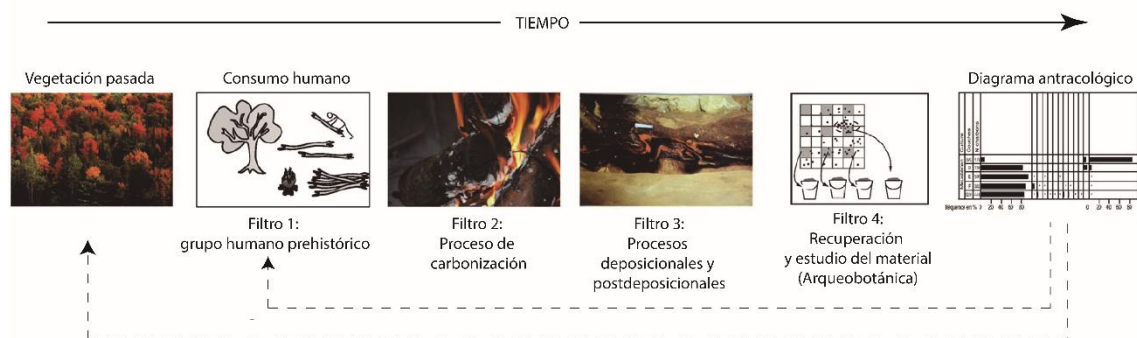 TIEMPO
Vegetación pasada
Consumo humano
Diagrama antracológico
Filtro 1:
grupo humano prehistórico
Filtro 2:
Proceso de
carbonización
Filtro 3:
Procesos
deposicionales y
postdeposicionales
Filtro 4:
Recuperación
y estudio del material
(Arqueobotánica)